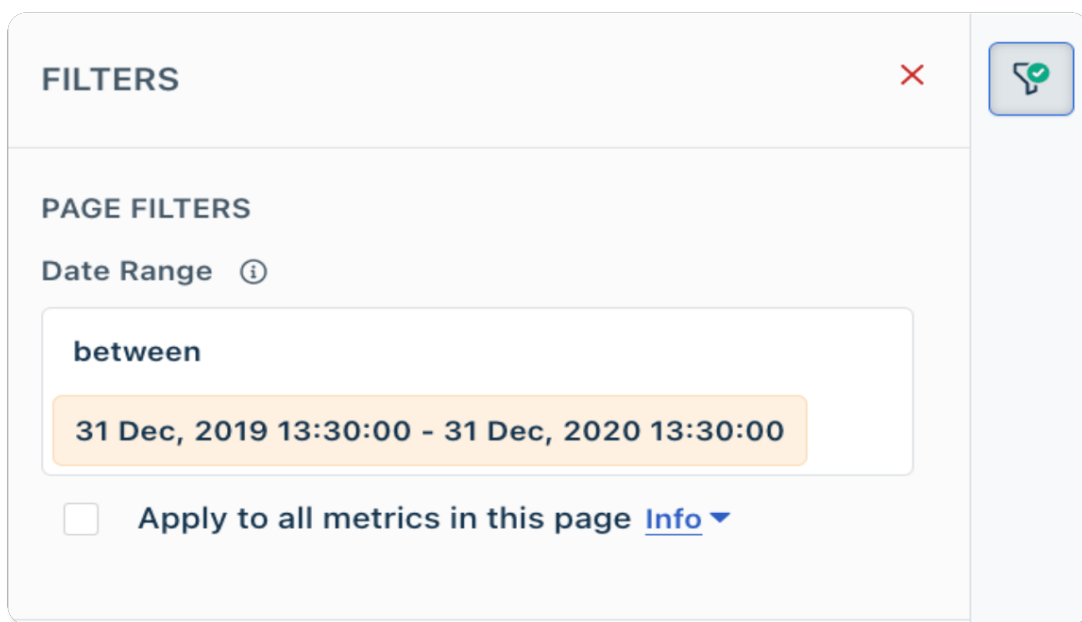 FILTERS
PAGE FILTERS
Date Range
between
31 Dec, 2019 13:30:00 - 31 Dec, 2020 13:30:00
Apply to all metrics in this page Info